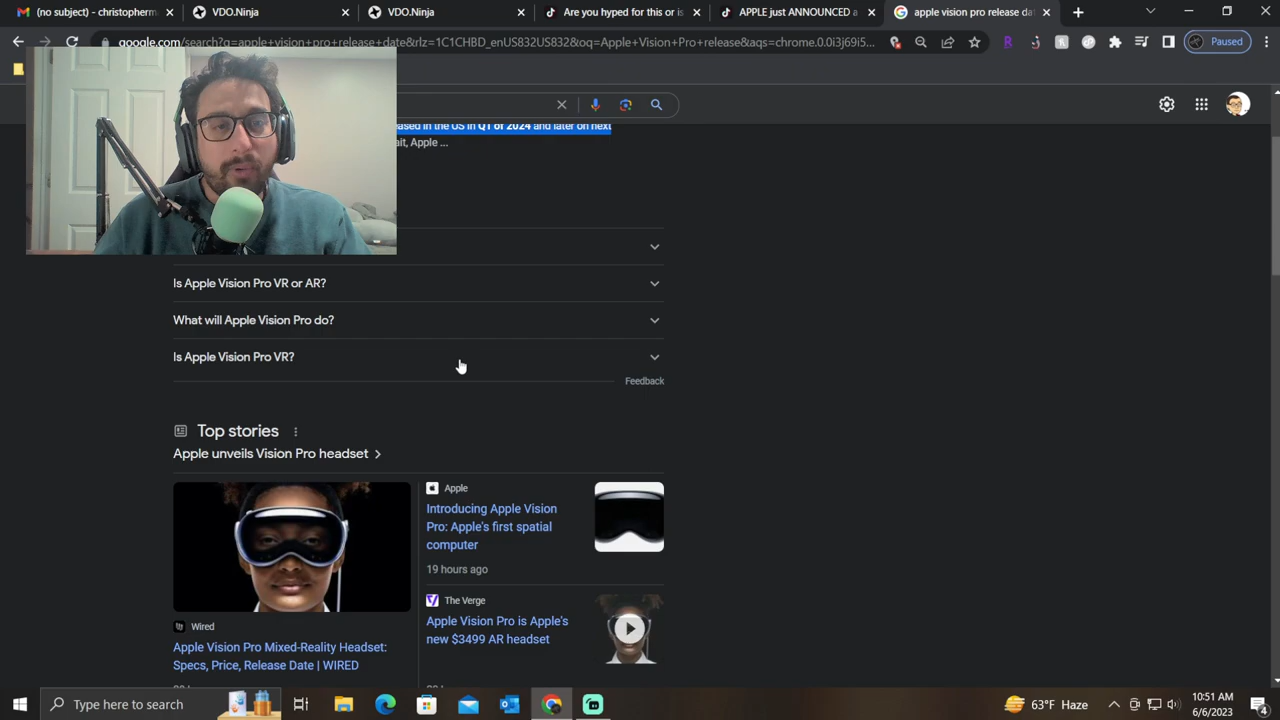 (no subject) - christopherm
VDO.Ninja
VDO.Ninja
Are you hyped for this or is
APPLE just ANNOUNCED a
apple vision pro release da
google.com/search?q=apple+vision+pro+release+date&rlz=1C1CHBD_enUS832US832&oq=Apple+Vision+Pro+release&aqs=chrome.0.0i3j69i5...
Paused
in the US in Q1 of 2024 and later on next
Apple ...
Is Apple Vision Pro VR or AR?
What will Apple Vision Pro do?
Is Apple Vision Pro VR?
Feedback
Top stories
Apple unveils Vision Pro headset
Wired
Apple Vision Pro Mixed-Reality Headset:
Specs, Price, Release Date | WIRED
Apple
Introducing Apple Vision
Pro: Apple's first spatial
computer
19 hours ago
The Verge
Apple Vision Pro is Apple's
new $3499 AR headset
Type here to search
63°F Haze
10:51 AM
6/6/2023
4